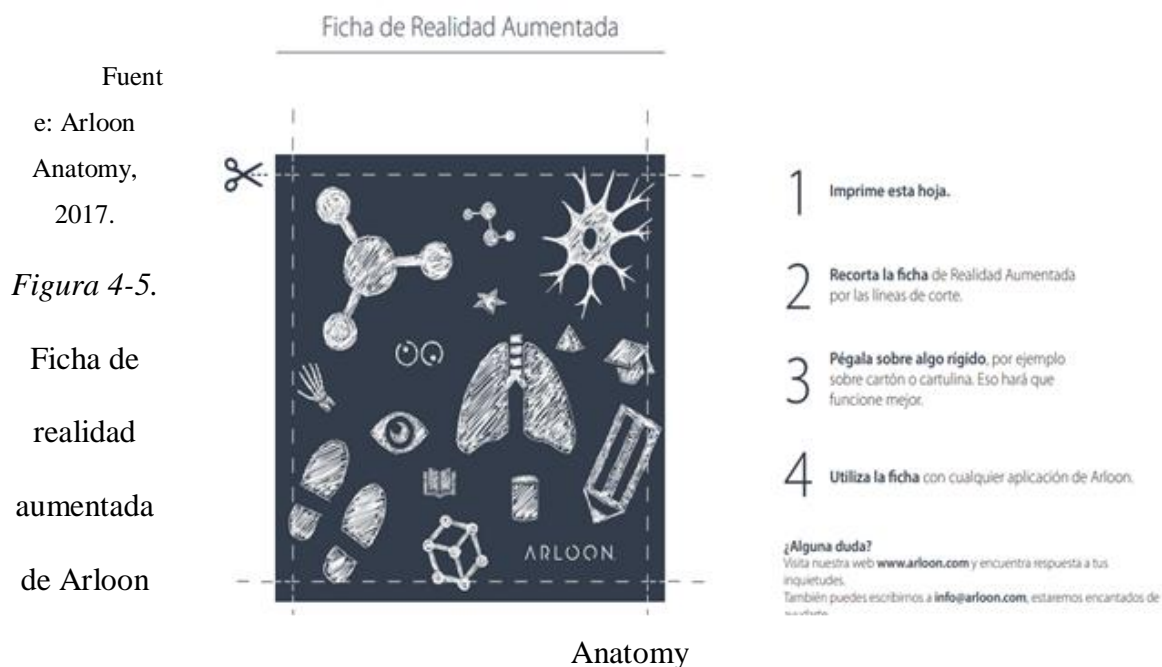 Ficha de Realidad Aumentada
Fuent
e: Arloon
Anatomy,
2017.
Figura 4-5.
Ficha de
realidad
aumentada
de Arloon
Anatomy
ARLOON
1 Imprime esta hoja.
2 Recorta la ficha de Realidad Aumentada
por las líneas de corte.
3 Pégala sobre algo rígido, por ejemplo
sobre cartón o cartulina. Eso hará que
funcione mejor.
4 Utiliza la ficha con cualquier aplicación de Arloon.
¿Alguna duda?
Visita nuestra web www.arloon.com y encuentra respuesta a tus
inquietudes.
También puedes escribirnos a info@arloon.com, estaremos encantados de